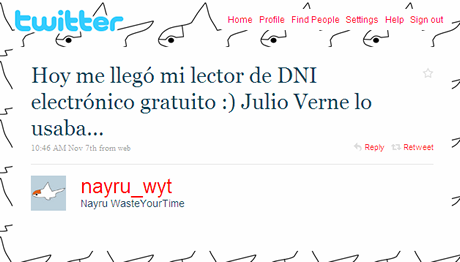 twitter
Home Profile Find People Settings Help Sign out
Hoy me llegó mi lector de DNI
electrónico gratuito :) Julio Verne lo
usaba...
10:46 AM Nov 7th from web
Reply Retweet
nayru_wyt
Nayru WasteYourTime